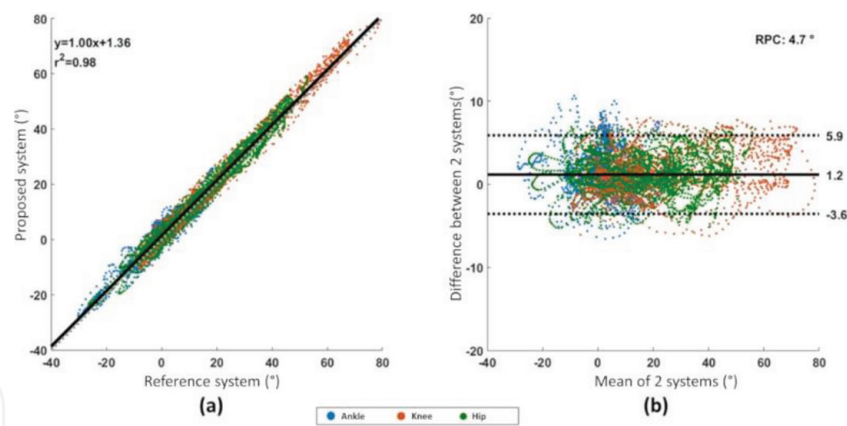 y=1.00x+1.36
r²=0.98
80
60
40
20
0
-20
-40
Proposed system (°)
-40 -20 0 20 40 60 80
Reference system (°)
(a)
RPC: 4.7 °
20
10
0
-10
-20
Difference between 2 systems(°)
5.9
1.2
-3.6
-40 -20 0 20 40 60 80
Mean of 2 systems (°)
(b)
Ankle Knee Hip